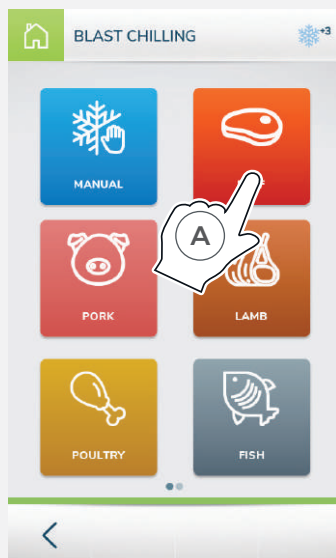 BLAST CHILLING
+3
MANUAL
A
PORK
LAMB
POULTRY
FISH